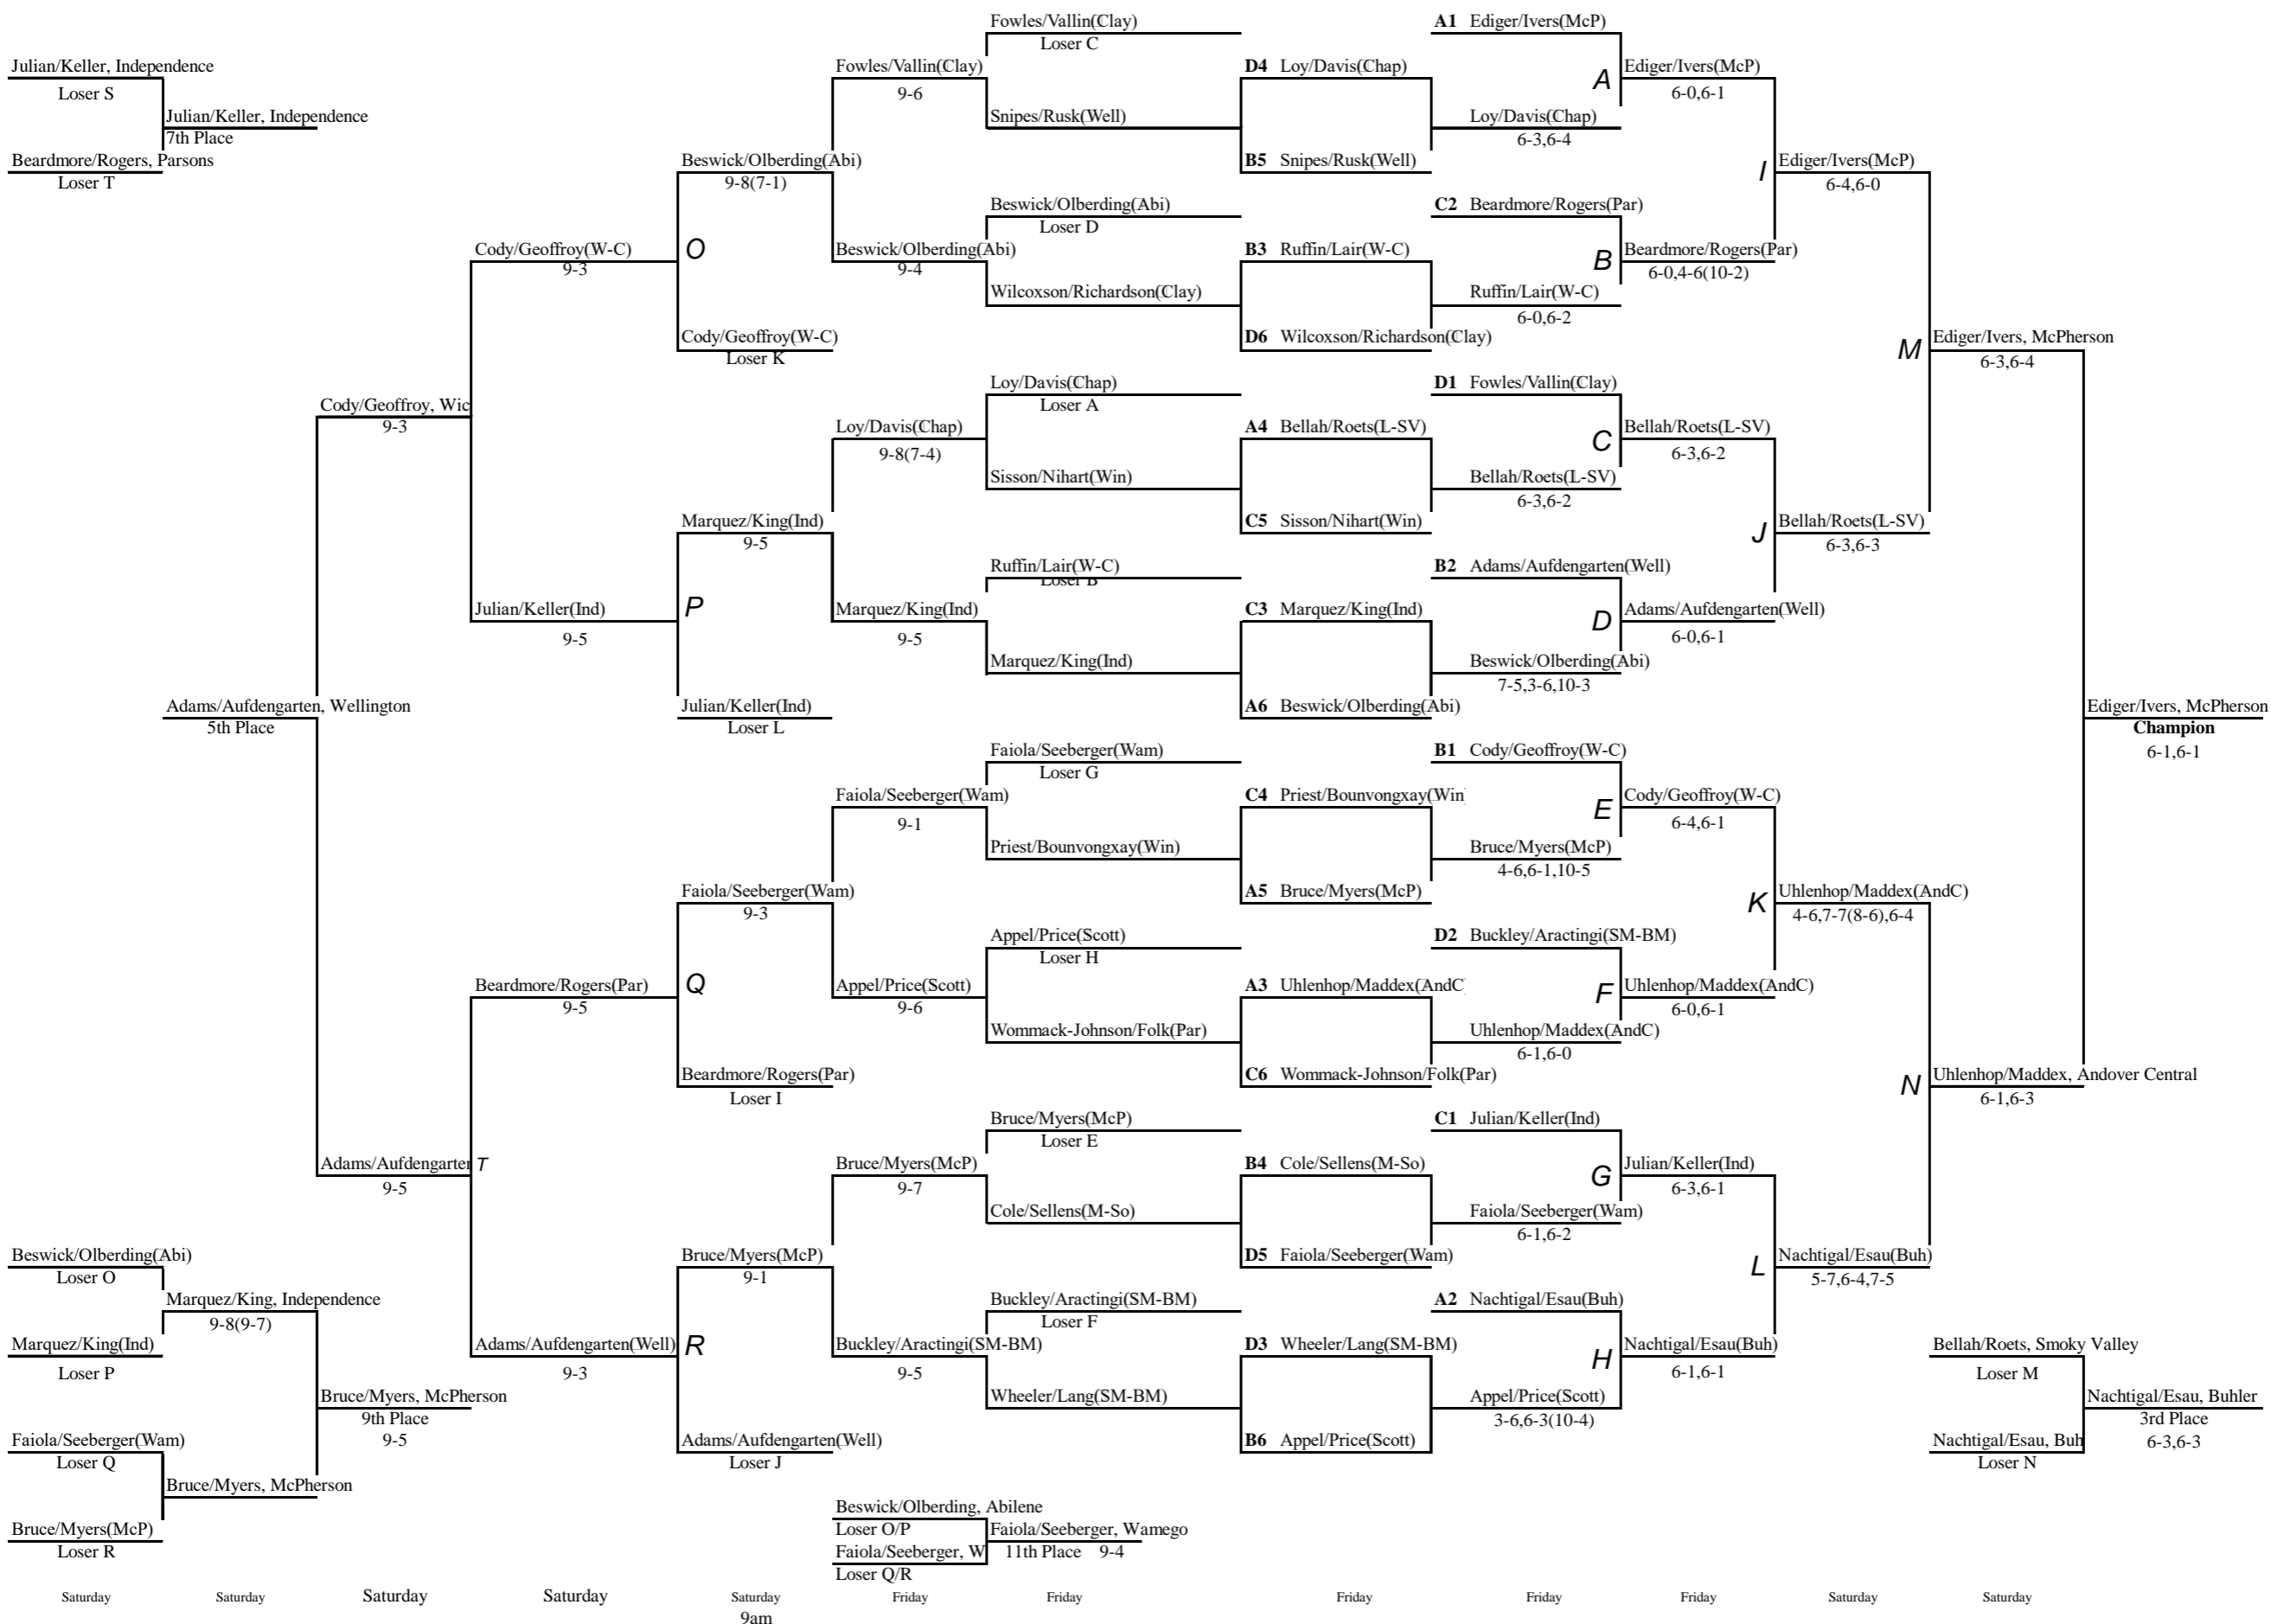 Julian/Keller, Independence
Loser S
Julian/Keller, Independence
7th Place
Beardmore/Rogers, Parsons
Loser T
Adams/Aufdengarten, Wellington
5th Place
Beswick/Olberding(Abi)
Loser O
Marquez/King, Independence
9-8(9-7)
Marquez/King(Ind)
Loser P
Bruce/Myers, McPherson
9th Place
9-5
Faiola/Seeberger(Wam)
Loser Q
Bruce/Myers, McPherson
Bruce/Myers(McP)
Loser R
Cody/Geoffroy, Wic
9-3
Adams/Aufdengarten
9-5
T
Cody/Geoffroy(W-C)
9-3
Julian/Keller(Ind)
9-5
Beardmore/Rogers(Par)
9-5
Adams/Aufdengarten(Well)
9-3
Beswick/Olberding(Abi)
9-8(7-1)
O
Cody/Geoffroy(W-C)
Loser K
Marquez/King(Ind)
9-5
P
Julian/Keller(Ind)
Loser L
Faiola/Seeberger(Wam)
9-3
Q
Beardmore/Rogers(Par)
Loser I
Bruce/Myers(McP)
9-1
R
Adams/Aufdengarten(Well)
Loser J
Fowles/Vallin(Clay)
9-6
Beswick/Olberding(Abi)
9-4
Loy/Davis(Chap)
9-8(7-4)
Marquez/King(Ind)
9-5
Faiola/Seeberger(Wam)
9-1
Appel/Price(Scott)
9-6
Bruce/Myers(McP)
9-7
Buckley/Aractingi(SM-BM)
9-5
Beswick/Olberding, Abilene
Loser O/P
Faiola/Seeberger, W
Loser Q/R
Faiola/Seeberger, Wamego
11th Place 9-4
Fowles/Vallin(Clay)
Loser C
Snipes/Rusk(Well)
Beswick/Olberding(Abi)
Loser D
Wilcoxson/Richardson(Clay)
Loy/Davis(Chap)
Loser A
Sisson/Nihart(Win)
Ruffin/Lair(W-C)
Loser B
Marquez/King(Ind)
Faiola/Seeberger(Wam)
Loser G
Priest/Bounvongxay(Win)
Appel/Price(Scott)
Loser H
Wommack-Johnson/Folk(Par)
Bruce/Myers(McP)
Loser E
Cole/Sellens(M-So)
Buckley/Aractingi(SM-BM)
Loser F
Wheeler/Lang(SM-BM)
D4 Loy/Davis(Chap)
B5 Snipes/Rusk(Well)
B3 Ruffin/Lair(W-C)
D6 Wilcoxson/Richardson(Clay)
A4 Bellah/Roets(L-SV)
C5 Sisson/Nihart(Win)
C3 Marquez/King(Ind)
A6 Beswick/Olberding(Abi)
C4 Priest/Bounvongxay(Win
A5 Bruce/Myers(McP)
A3 Uhlenhop/Maddex(AndC
C6 Wommack-Johnson/Folk(Par)
B4 Cole/Sellens(M-So)
D5 Faiola/Seeberger(Wam)
D3 Wheeler/Lang(SM-BM)
B6 Appel/Price(Scott)
A1 Ediger/Ivers(McP)
A
Loy/Davis(Chap)
6-3,6-4
C2 Beardmore/Rogers(Par)
B
Ruffin/Lair(W-C)
6-0,6-2
D1 Fowles/Vallin(Clay)
C
Bellah/Roets(L-SV)
6-3,6-2
B2 Adams/Aufdengarten(Well)
D
Beswick/Olberding(Abi)
7-5,3-6,10-3
B1 Cody/Geoffroy(W-C)
E
Bruce/Myers(McP)
4-6,6-1,10-5
D2 Buckley/Aractingi(SM-BM)
F
Uhlenhop/Maddex(AndC)
6-1,6-0
C1 Julian/Keller(Ind)
G
Faiola/Seeberger(Wam)
6-1,6-2
A2 Nachtigal/Esau(Buh)
H
Appel/Price(Scott)
3-6,6-3(10-4)
Ediger/Ivers(McP)
6-0,6-1
I
Beardmore/Rogers(Par)
6-0,4-6(10-2)
Bellah/Roets(L-SV)
6-3,6-2
J
Adams/Aufdengarten(Well)
6-0,6-1
Cody/Geoffroy(W-C)
6-4,6-1
K
Uhlenhop/Maddex(AndC)
6-0,6-1
Julian/Keller(Ind)
6-3,6-1
L
Nachtigal/Esau(Buh)
6-1,6-1
Ediger/Ivers(McP)
6-4,6-0
M
Bellah/Roets(L-SV)
6-3,6-3
Uhlenhop/Maddex(AndC)
4-6,7-7(8-6),6-4
N
Nachtigal/Esau(Buh)
5-7,6-4,7-5
Ediger/Ivers, McPherson
6-3,6-4
Uhlenhop/Maddex, Andover Central
6-1,6-3
Ediger/Ivers, McPherson
Champion
6-1,6-1
Bellah/Roets, Smoky Valley
Loser M
Nachtigal/Esau, Buhler
3rd Place
6-3,6-3
Nachtigal/Esau, Buh
Loser N
Saturday Saturday Saturday Saturday Saturday Friday Friday Friday Friday Friday Saturday Saturday
9am